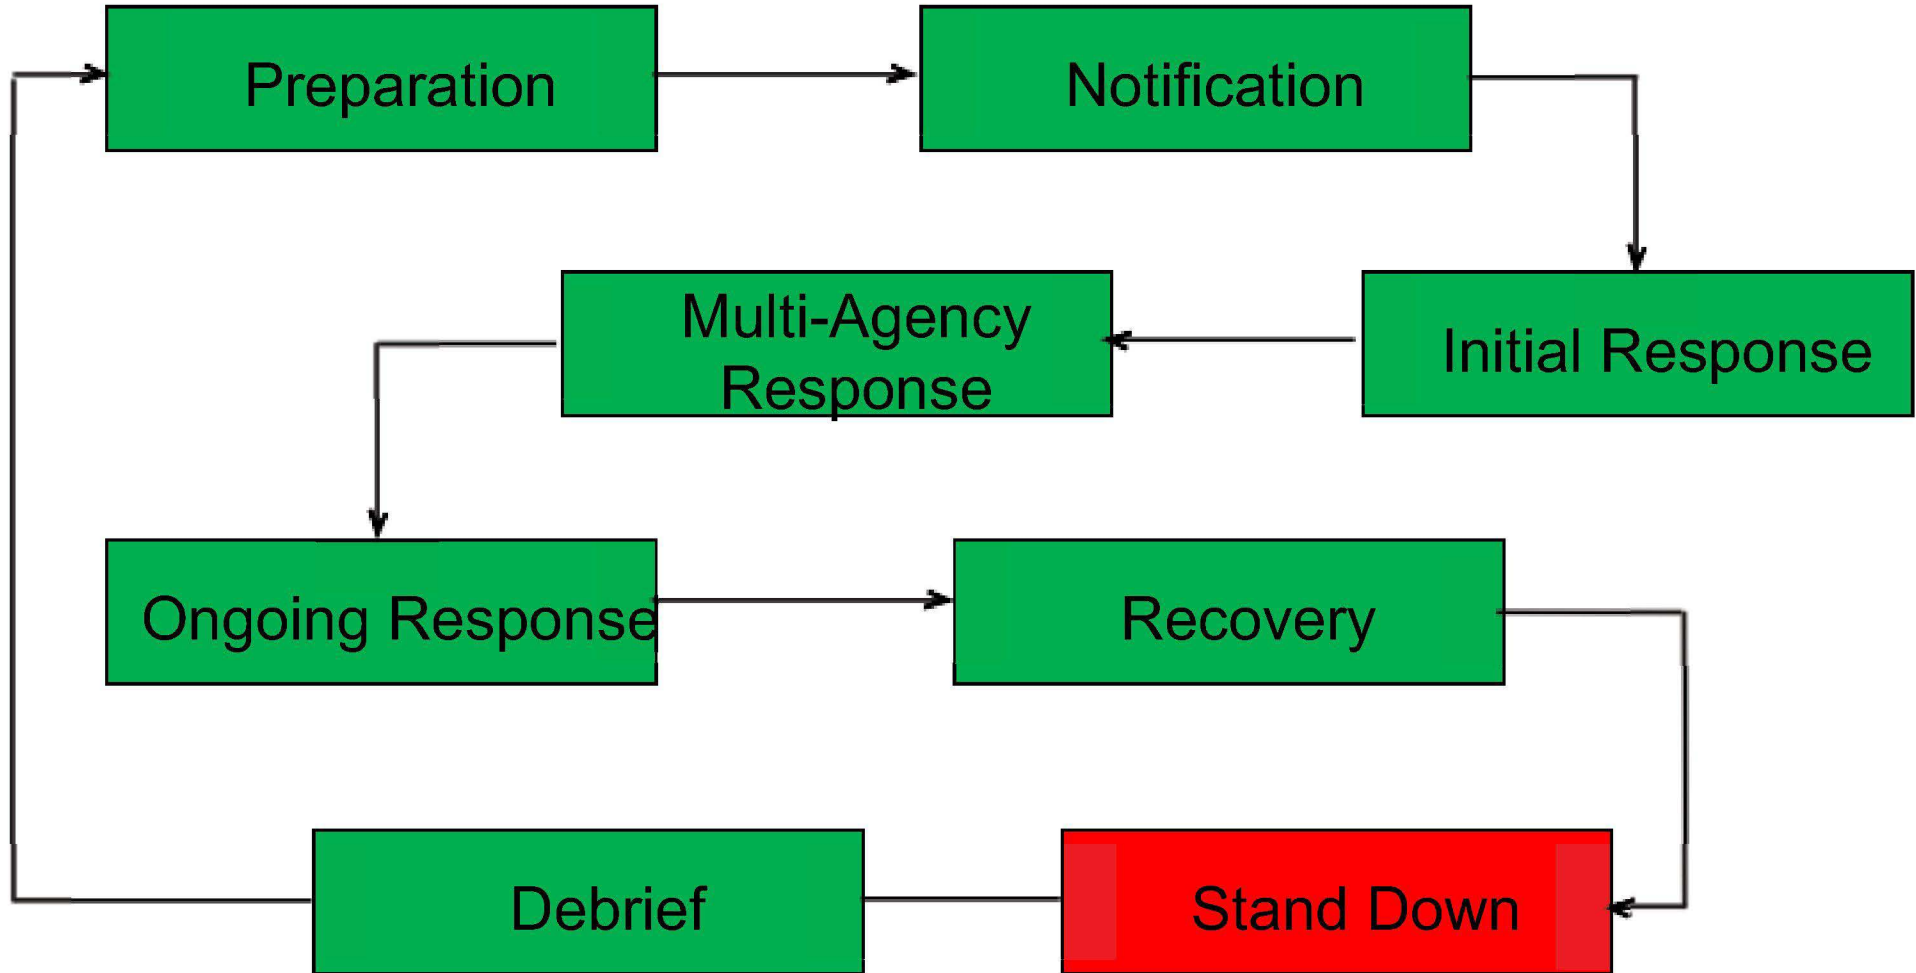 Preparation
Notification
Initial Response
Multi-Agency
Response
Ongoing Response
Recovery
Stand Down
Debrief